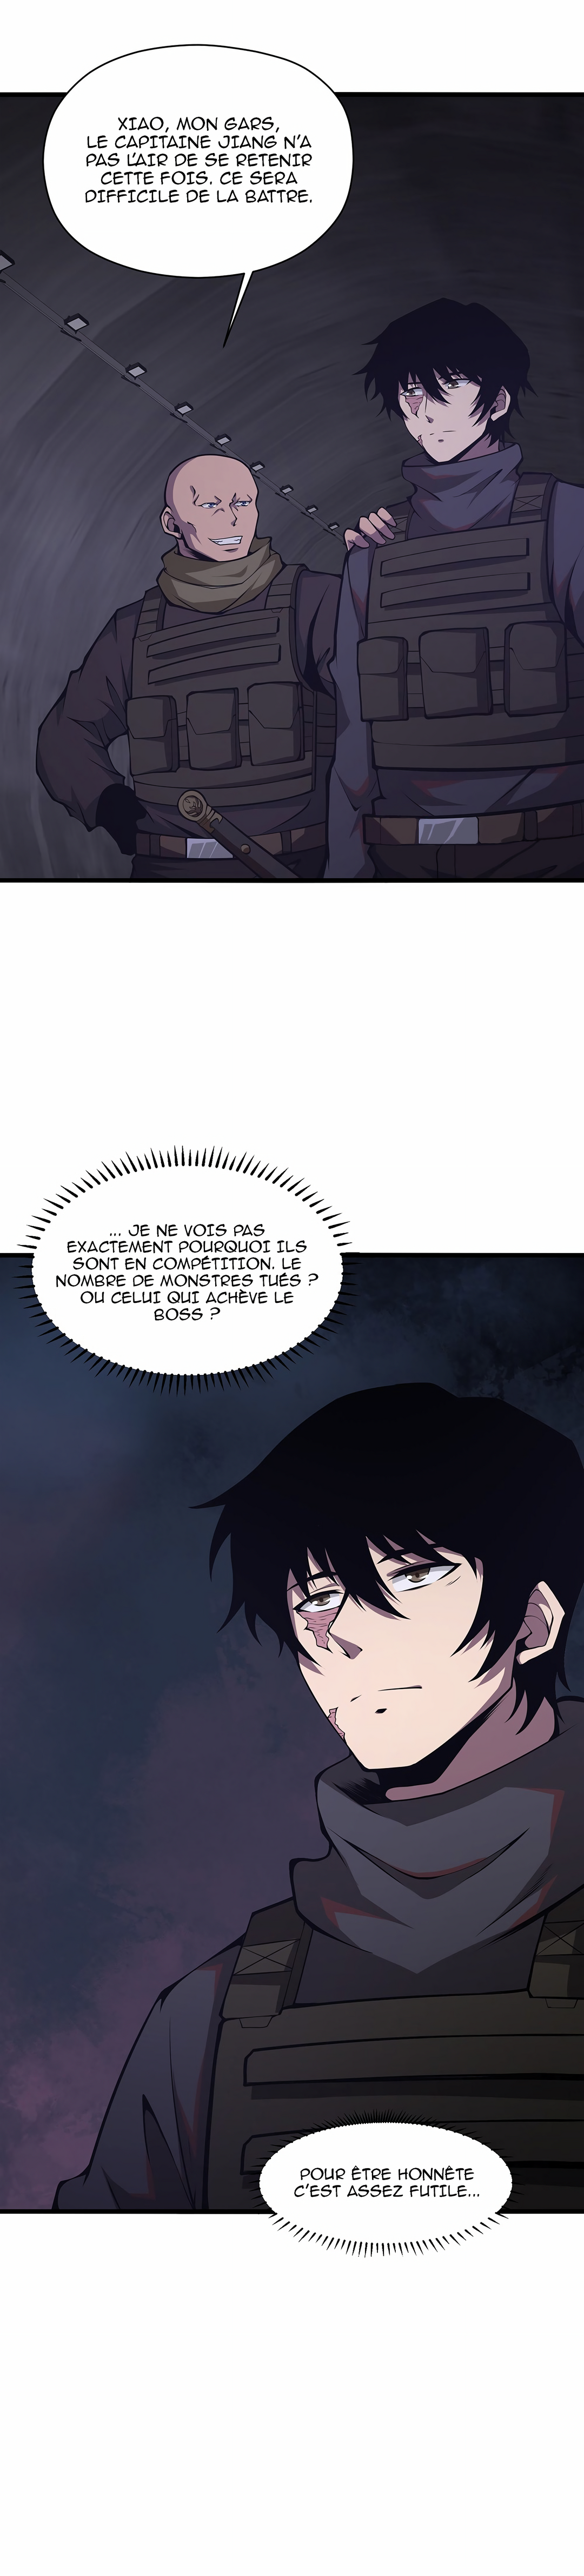 XIAO, MON GARS,
LE CAPITAINE JIANG N'A
PAS L'AIR DE SE RETENIR
CETTE FOIS. CE SERA
DIFFICILE DE LA BATTRE.
... JE NE VOIS PAS
EXACTEMENT POURQUOI ILS
SONT EN COMPÉTITION. LE
NOMBRE DE MONSTRES TUÉS ?
OU CELUI QUI ACHÈVE LE
BOSS ?
POUR ÊTRE HONNÊTE
C'EST ASSEZ FUTILE...